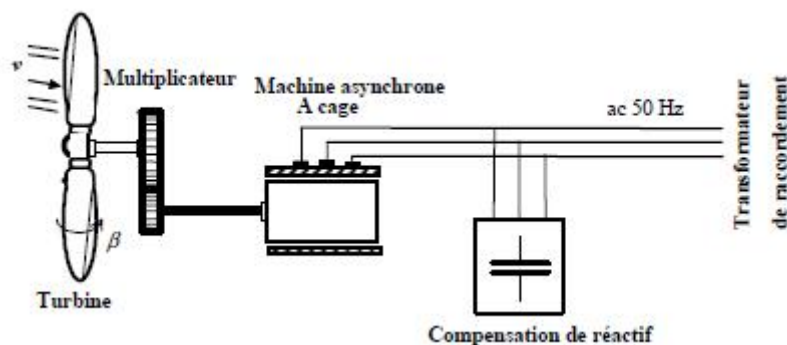 v
Multiplicateur
Machine asynchrone
A cage
ac 50 Hz
Transformateur
de raccordement
β
Turbine
Compensation de réactif